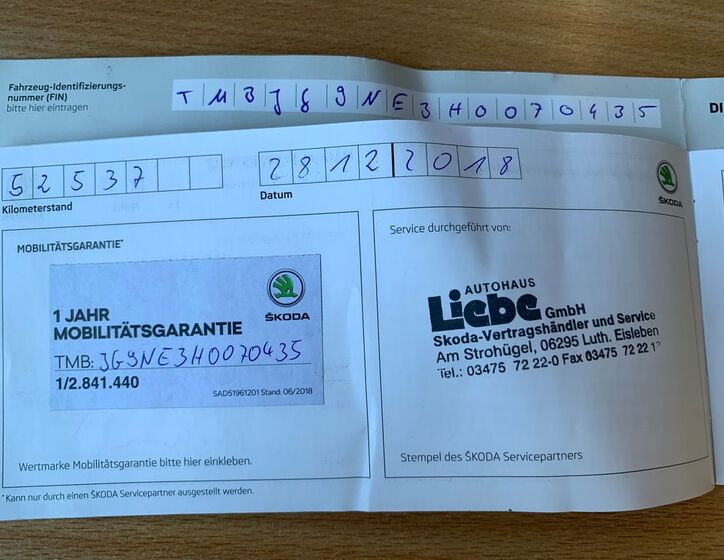 Fahrzeug-Identifizierungs-
nummer (FIN)
bitte hier eintragen
TMBJG9NE3H0070435
DI
52537
Kilometerstand
28122018
Datum
ŠKODA
MOBILITÄTSGARANTIE*
1 JAHR
MOBILITÄTSGARANTIE
ŠKODA
TMB: JG9NE3H0070435
1/2.841.440
SAD51961201 Stand: 06/2018
Wertmarke Mobilitätsgarantie bitte hier einkleben.
*Kann nur durch einen ŠKODA Servicepartner ausgestellt werden.
Service durchgeführt von:
AUTOHAUS
Liebe GmbH
Skoda-Vertragshändler und Service
Am Strohügel, 06295 Luth. Eisleben
Tel.: 03475 72 22-0 Fax 03475 72 22
Stempel des ŠKODA Servicepartners